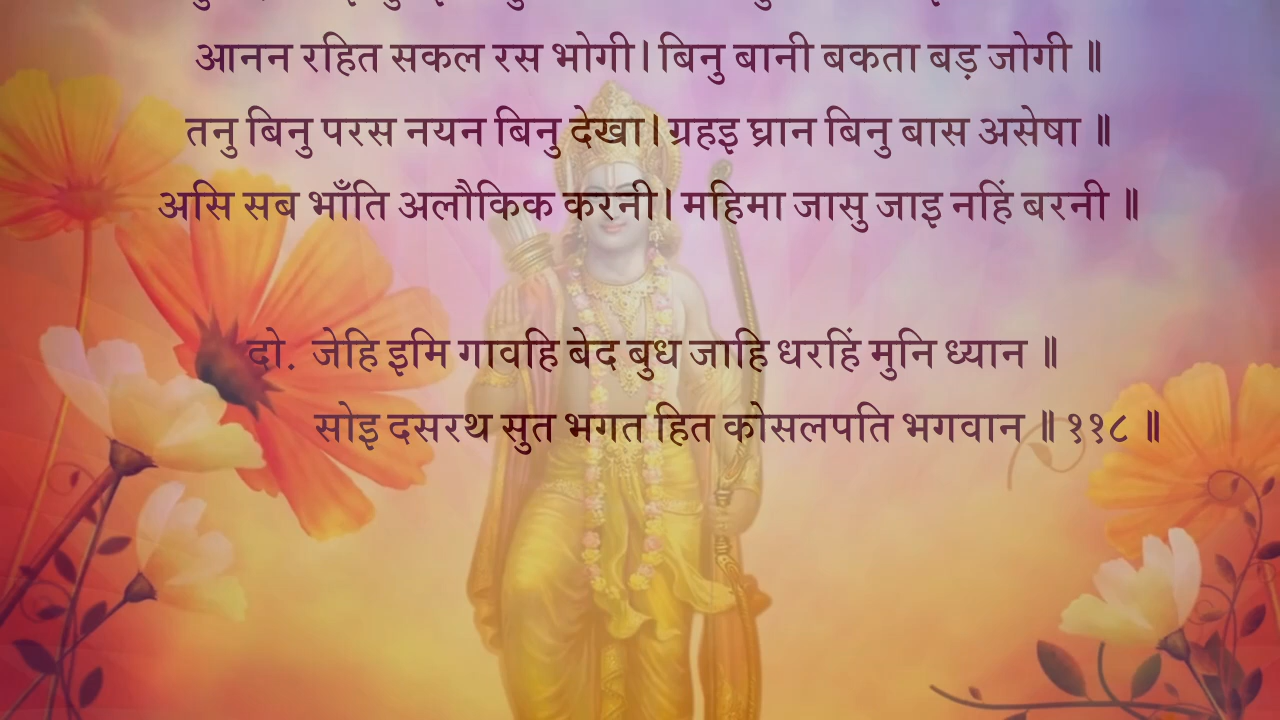 आनन रहित सकल रस भोगी। बिनु बानी बकता बड़ जोगी ॥
तनु बिनु परस नयन बिनु देखा। ग्रहइ घ्रान बिनु बास असेषा ॥
असि सब भाँति अलौकिक करनी। महिमा जासु जाइ नहिं बरनी ॥
दो. जेहि इमि गावहि बेद बुध जाहि धरहिं मुनि ध्यान ॥
सोइ दसरथ सुत भगत हित कोसलपति भगवान ॥ ११८ ॥